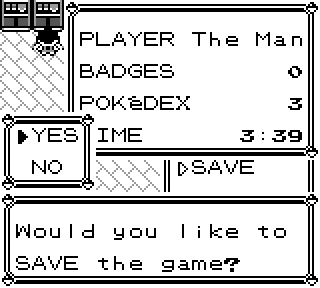 PLAYER The Man
BADGES 0
POKéDEX 3
IME 3:39
YES
NO
SAVE
Would you like to
SAVE the game?